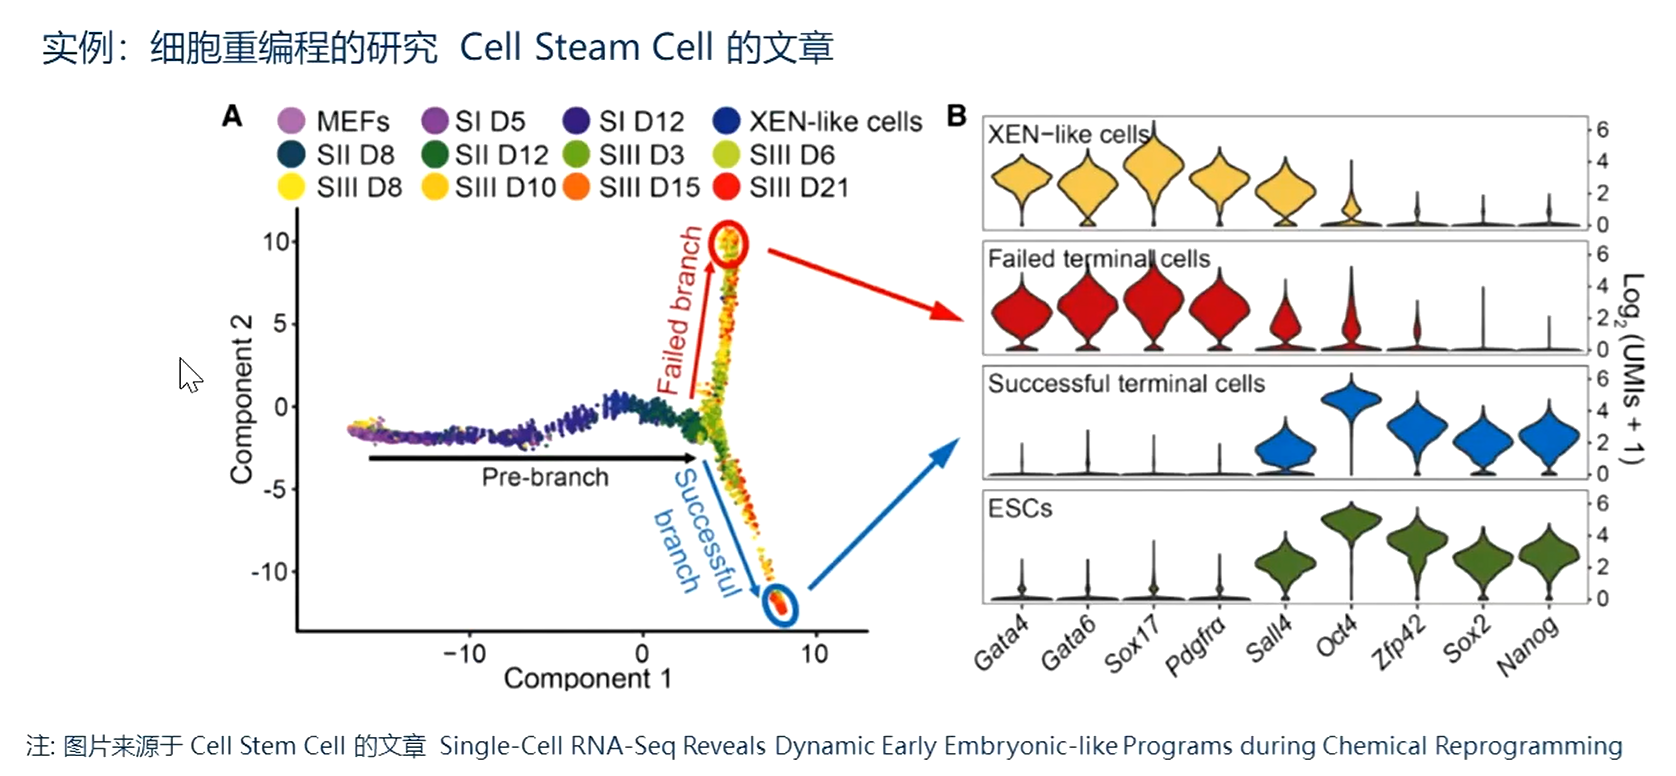 实例：细胞重编程的研究 Cell Steam Cell 的文章
A
MEFs SI D5 SI D12 XEN-like cells
SII D8 SII D12 SIII D3 SIII D6
SIII D8 SIII D10 SIII D15 SIII D21
10
5
0
-5
-10
Component 2
Failed branch
Pre-branch
Successful
branch
−10 0 10
Component 1
B
XEN−like cells
6
4
2
0
Failed terminal cells
6
4
2
0
Successful terminal cells
6
4
2
0
ESCs
6
4
2
0
Log2 (UMIs + 1)
Gata4 Gata6 Sox17 Pdgfrα Sall4 Oct4 Zfp42 Sox2 Nanog
注: 图片来源于 Cell Stem Cell 的文章 Single-Cell RNA-Seq Reveals Dynamic Early Embryonic-like Programs during Chemical Reprogramming